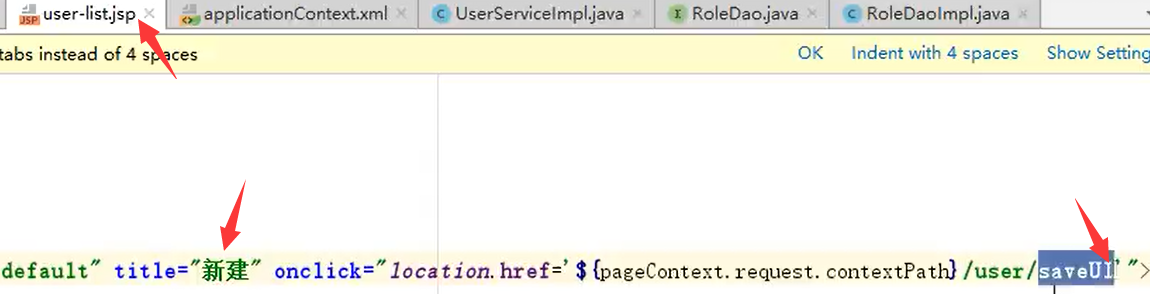 user-list.jsp applicationContext.xml UserServiceImpl.java RoleDao.java RoleDaoImpl.java
tabs instead of 4 spaces OK Indent with 4 spaces Show Setting
default" title="新建" onclick="location.href='${pageContext.request.contextPath}/user/saveUI'">